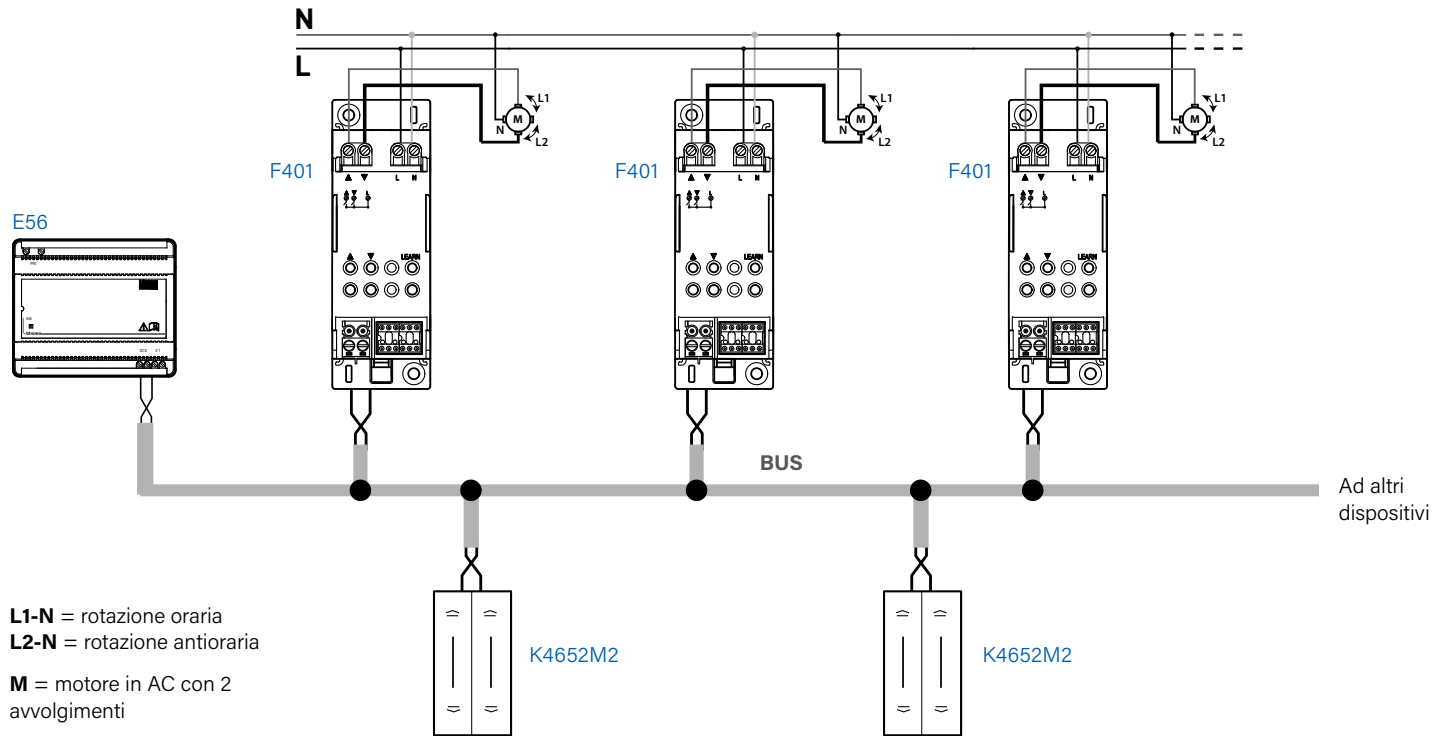 N
L
L1
M
N
L2
L1
M
N
L2
L1
M
N
L2
F401
F401
F401
▲ ▼ L N
▲ ▼ L N
▲ ▼ L N
▲ ▼ L
▲ ▼ L
▲ ▼ L
E56
▲ ▼ LEARN
▲ ▼ LEARN
▲ ▼ LEARN
BUS
Ad altri
dispositivi
L1-N = rotazione oraria
L2-N = rotazione antioraria
M = motore in AC con 2
avvolgimenti
K4652M2
K4652M2